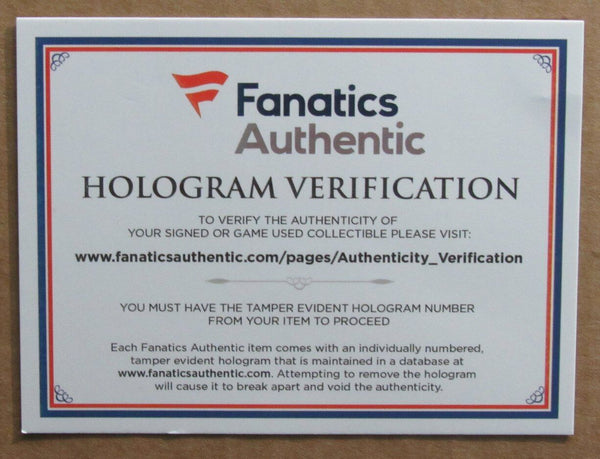 Fanatics
Authentic
HOLOGRAM VERIFICATION
TO VERIFY THE AUTHENTICITY OF
YOUR SIGNED OR GAME USED COLLECTIBLE PLEASE VISIT:
www.fanaticsauthentic.com/pages/Authenticity_Verification
YOU MUST HAVE THE TAMPER EVIDENT HOLOGRAM NUMBER
FROM YOUR ITEM TO PROCEED
Each Fanatics Authentic item comes with an individually numbered,
tamper evident hologram that is maintained in a database at
www.fanaticsauthentic.com. Attempting to remove the hologram
will cause it to break apart and void the authenticity.